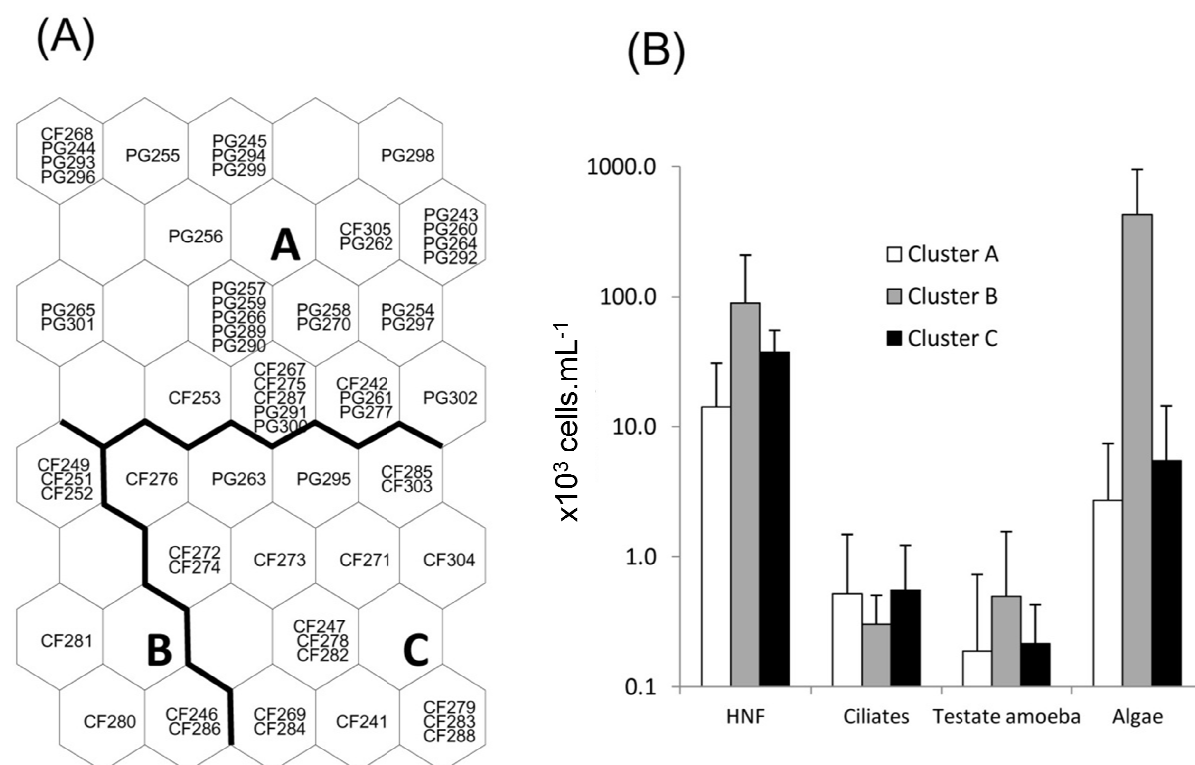 (A)
CF268
PG244
PG293
PG296
PG255
PG245
PG294
PG299
PG298
PG256
A
CF305
PG262
PG243
PG260
PG264
PG292
PG265
PG301
PG257
PG259
PG266
PG289
PG290
PG258
PG270
PG254
PG297
CF253
CF267
CF275
CF287
PG291
PG300
CF242
PG261
PG277
PG302
CF249
CF251
CF252
CF276
PG263
PG295
CF285
CF303
CF272
CF274
CF273
CF271
CF304
CF281
B
CF247
CF278
CF282
C
CF280
CF246
CF286
CF269
CF284
CF241
CF279
CF283
CF288
(B)
x10³ cells.mL⁻¹
1000.0
100.0
10.0
1.0
0.1
Cluster A
Cluster B
Cluster C
HNF Ciliates Testate amoeba Algae